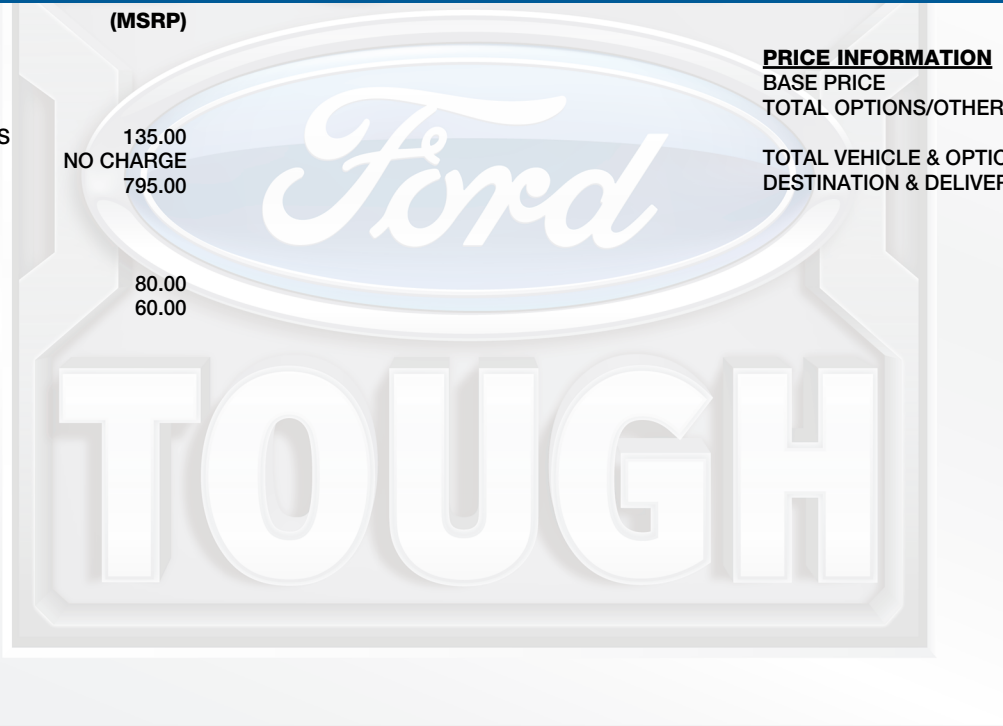 (MSRP)
PRICE INFORMATION
BASE PRICE
TOTAL OPTIONS/OTHER
S 135.00
NO CHARGE
TOTAL VEHICLE & OPTIO
795.00
DESTINATION & DELIVER
80.00
60.00
Ford
TOUGH